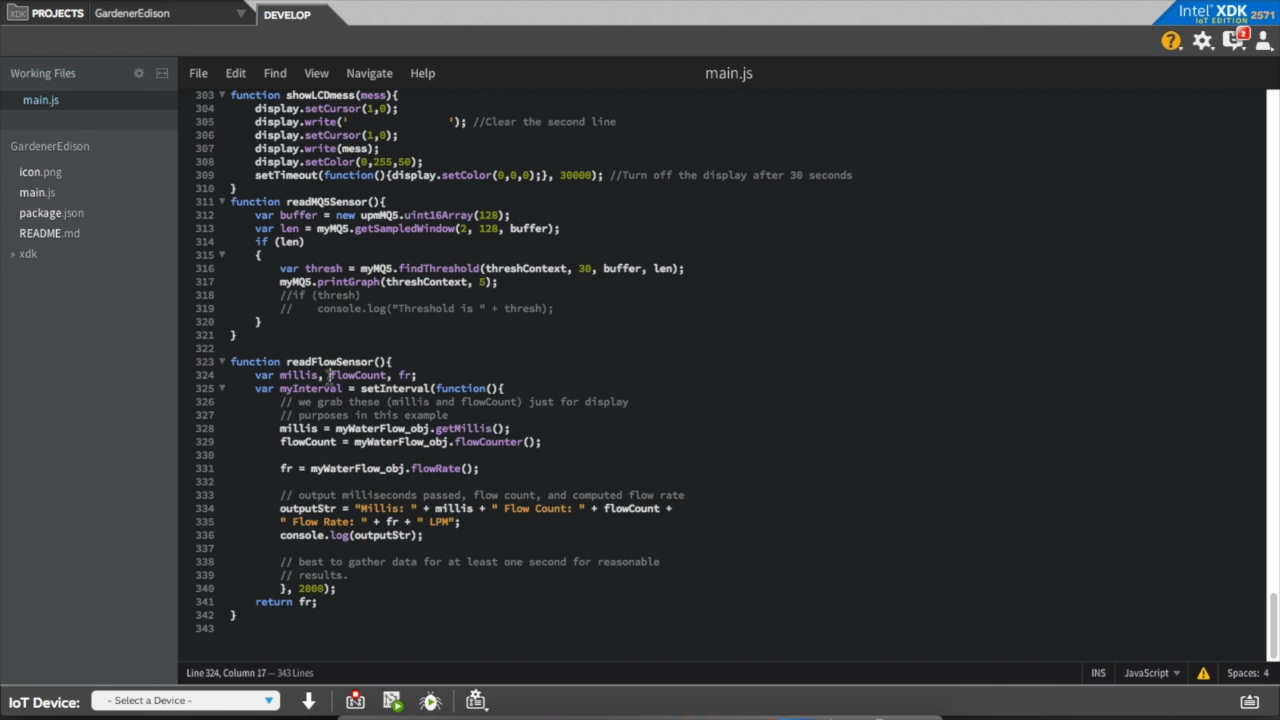 XDK PROJECTS GardenerEdison DEVELOP Intel® XDK
IoT EDITION 2571
2
Working Files
main.js
GardenerEdison
icon.png
main.js
package.json
README.md
xdk
File Edit Find View Navigate Help main.js
303 function showLCDmess(mess){
304 display.setCursor(1,0);
305 display.write('                '); //Clear the second line
306 display.setCursor(1,0);
307 display.write(mess);
308 display.setColor(0,255,50);
309 setTimeout(function(){display.setColor(0,0,0);}, 30000); //Turn off the display after 30 seconds
310 }
311 function readMQ5Sensor(){
312 var buffer = new upmMQ5.uint16Array(128);
313 var len = myMQ5.getSampledWindow(2, 128, buffer);
314 if (len)
315 {
316 var thresh = myMQ5.findThreshold(threshContext, 30, buffer, len);
317 myMQ5.printGraph(threshContext, 5);
318 //if (thresh)
319 //    console.log("Threshold is " + thresh);
320 }
321 }
322
323 function readFlowSensor(){
324 var millis, flowCount, fr;
325 var myInterval = setInterval(function(){
326 // we grab these (millis and flowCount) just for display
327 // purposes in this example
328 millis = myWaterFlow_obj.getMillis();
329 flowCount = myWaterFlow_obj.flowCounter();
330
331 fr = myWaterFlow_obj.flowRate();
332
333 // output milliseconds passed, flow count, and computed flow rate
334 outputStr = "Millis: " + millis + " Flow Count: " + flowCount +
335 " Flow Rate: " + fr + " LPM";
336 console.log(outputStr);
337
338 // best to gather data for at least one second for reasonable
339 // results.
340 }, 2000);
341 return fr;
342 }
343
Line 324, Column 17 — 343 Lines INS JavaScript Spaces: 4
IoT Device: - Select a Device -